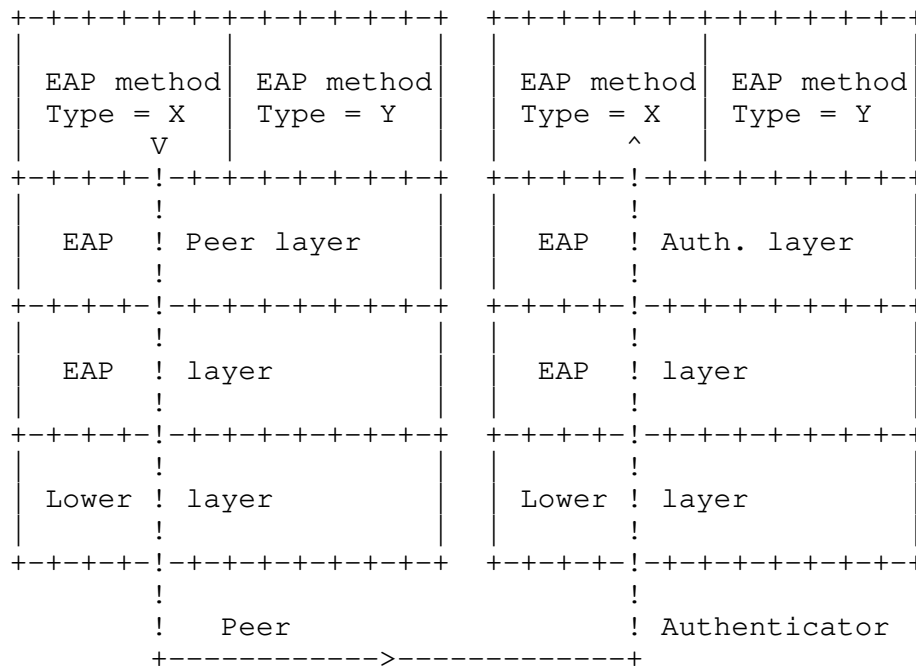 +-+-+-+-+-+-+-+-+-+-+-+-+  +-+-+-+-+-+-+-+-+-+-+-+-+
|           |           |  |           |           |
| EAP method| EAP method|  | EAP method| EAP method|
| Type = X  | Type = Y  |  | Type = X  | Type = Y  |
|       V   |           |  |       ^   |           |
+-+-+-+-!-+-+-+-+-+-+-+-+  +-+-+-+-!-+-+-+-+-+-+-+-+
|       !               |  |       !               |
|  EAP  ! Peer layer    |  |  EAP  ! Auth. layer   |
|       !               |  |       !               |
+-+-+-+-!-+-+-+-+-+-+-+-+  +-+-+-+-!-+-+-+-+-+-+-+-+
|       !               |  |       !               |
|  EAP  ! layer         |  |  EAP  ! layer         |
|       !               |  |       !               |
+-+-+-+-!-+-+-+-+-+-+-+-+  +-+-+-+-!-+-+-+-+-+-+-+-+
|       !               |  |       !               |
| Lower ! layer         |  | Lower ! layer         |
|       !               |  |       !               |
+-+-+-+-!-+-+-+-+-+-+-+-+  +-+-+-+-!-+-+-+-+-+-+-+-+
        !                          !
        !   Peer                   ! Authenticator
        +------------>-------------+